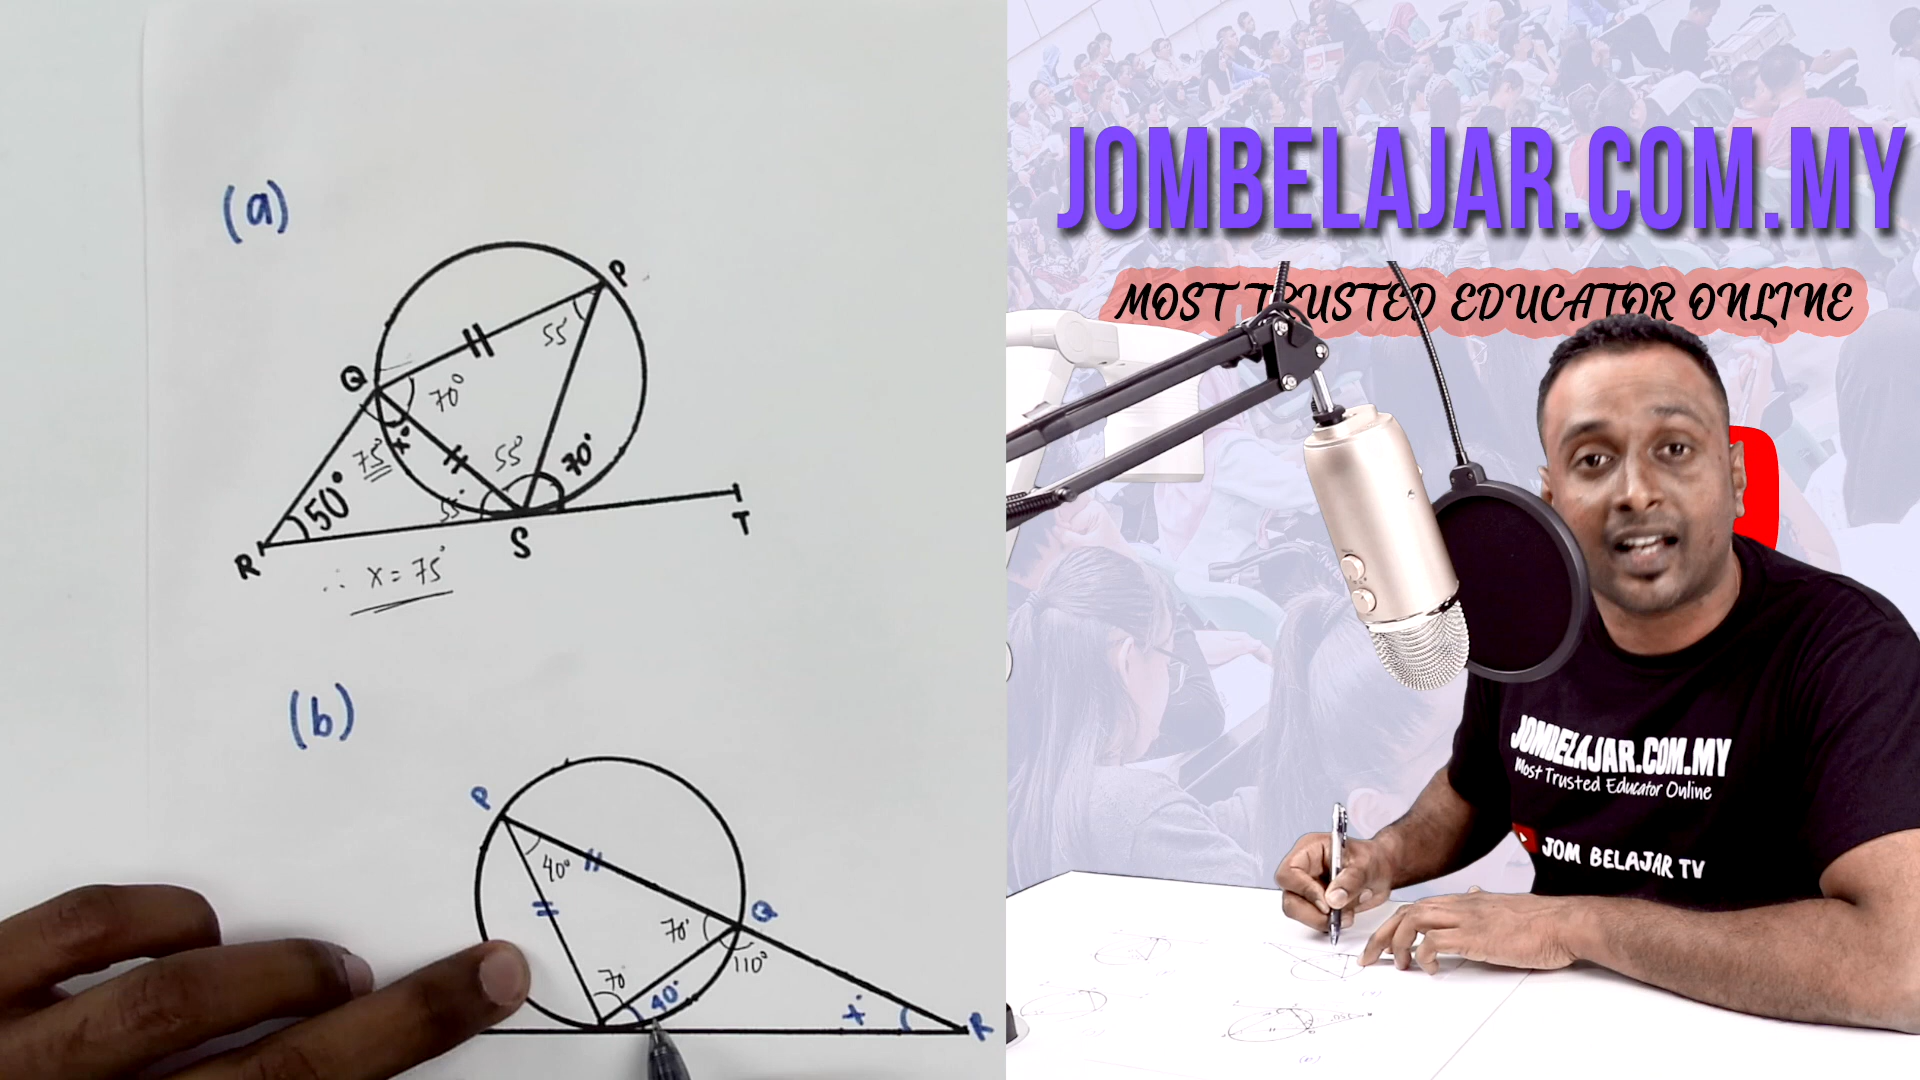 (a)
P
55°
Q
70°
75°
x°
55°
70°
50°
55°
R
S
T
∴ x = 75°
(b)
P
40°
Q
70°
110°
70°
40°
x°
R
JOMBELAJAR.COM.MY
MOST TRUSTED EDUCATOR ONLINE
JOMBELAJAR.COM.MY
Most Trusted Educator Online
JOM BELAJAR TV